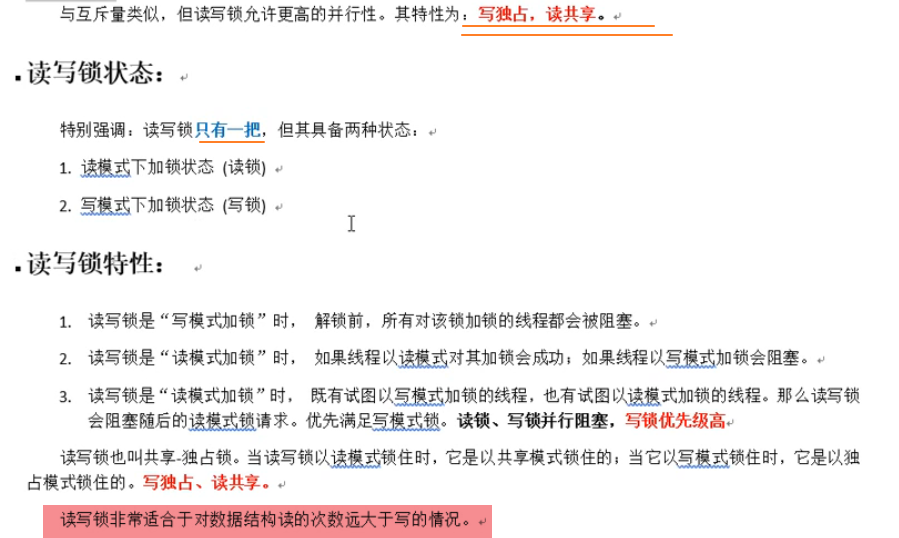 与互斥量类似，但读写锁允许更高的并行性。其特性为：写独占，读共享。
读写锁状态：
特别强调：读写锁只有一把，但其具备两种状态：
1. 读模式下加锁状态 (读锁)
2. 写模式下加锁状态 (写锁)
读写锁特性：
1. 读写锁是“写模式加锁”时， 解锁前，所有对该锁加锁的线程都会被阻塞。
2. 读写锁是“读模式加锁”时， 如果线程以读模式对其加锁会成功；如果线程以写模式加锁会阻塞。
3. 读写锁是“读模式加锁”时， 既有试图以写模式加锁的线程，也有试图以读模式加锁的线程。那么读写锁
会阻塞随后的读模式锁请求。优先满足写模式锁。读锁、写锁并行阻塞，写锁优先级高
读写锁也叫共享-独占锁。当读写锁以读模式锁住时，它是以共享模式锁住的；当它以写模式锁住时，它是以独
占模式锁住的。写独占、读共享。
读写锁非常适合于对数据结构读的次数远大于写的情况。